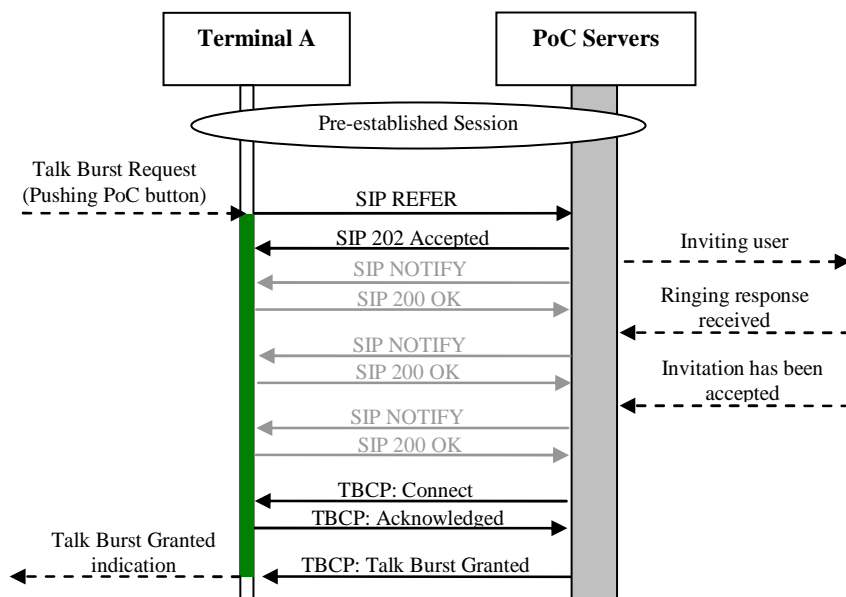 Terminal A
PoC Servers
Pre-established Session
Talk Burst Request
(Pushing PoC button)
SIP REFER
SIP 202 Accepted
Inviting user
SIP NOTIFY
SIP 200 OK
Ringing response
received
SIP NOTIFY
SIP 200 OK
Invitation has been
accepted
SIP NOTIFY
SIP 200 OK
TBCP: Connect
TBCP: Acknowledged
Talk Burst Granted
indication
TBCP: Talk Burst Granted